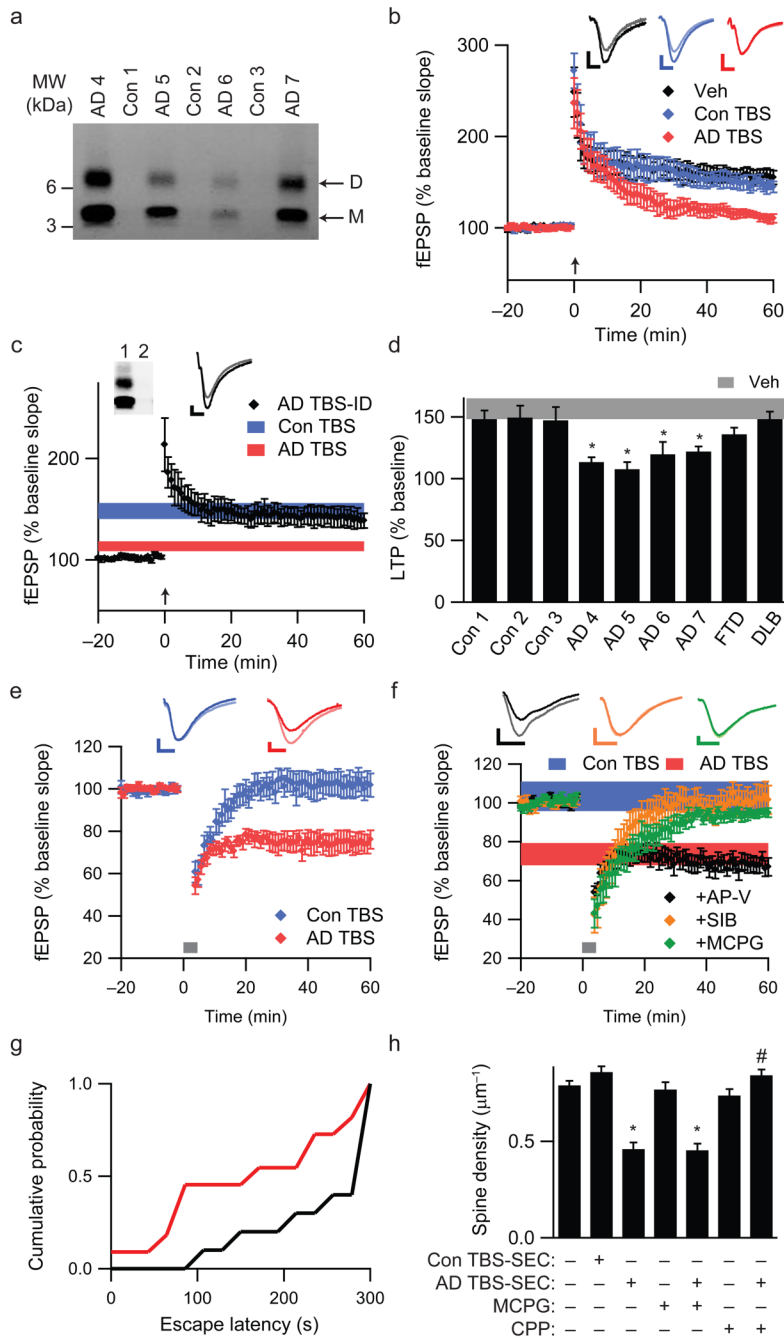 a
MW
(kDa)
AD 4
Con 1
AD 5
Con 2
AD 6
Con 3
AD 7
6
3
D
M
b
fEPSP (% baseline slope)
300
200
100
Veh
Con TBS
AD TBS
–20 0 20 40 60
Time (min)
c
1 2
fEPSP (% baseline slope)
200
100
AD TBS-ID
Con TBS
AD TBS
–20 0 20 40 60
Time (min)
d
Veh
LTP (% baseline)
150
100
50
0
Con 1
Con 2
Con 3
AD 4
AD 5
AD 6
AD 7
FTD
DLB
* * * *
e
fEPSP (% baseline slope)
120
100
80
60
40
20
Con TBS
AD TBS
–20 0 20 40 60
Time (min)
f
Con TBS AD TBS
fEPSP (% baseline slope)
120
100
80
60
40
20
+AP-V
+SIB
+MCPG
–20 0 20 40 60
Time (min)
g
Cumulative probability
1.0
0.5
0.0
0 100 200 300
Escape latency (s)
h
Spine density (µm⁻¹)
0.5
0.0
* * #
Con TBS-SEC: – + – – – – –
AD TBS-SEC: – – + – + – +
MCPG: – – – + + – –
CPP: – – – – – + +